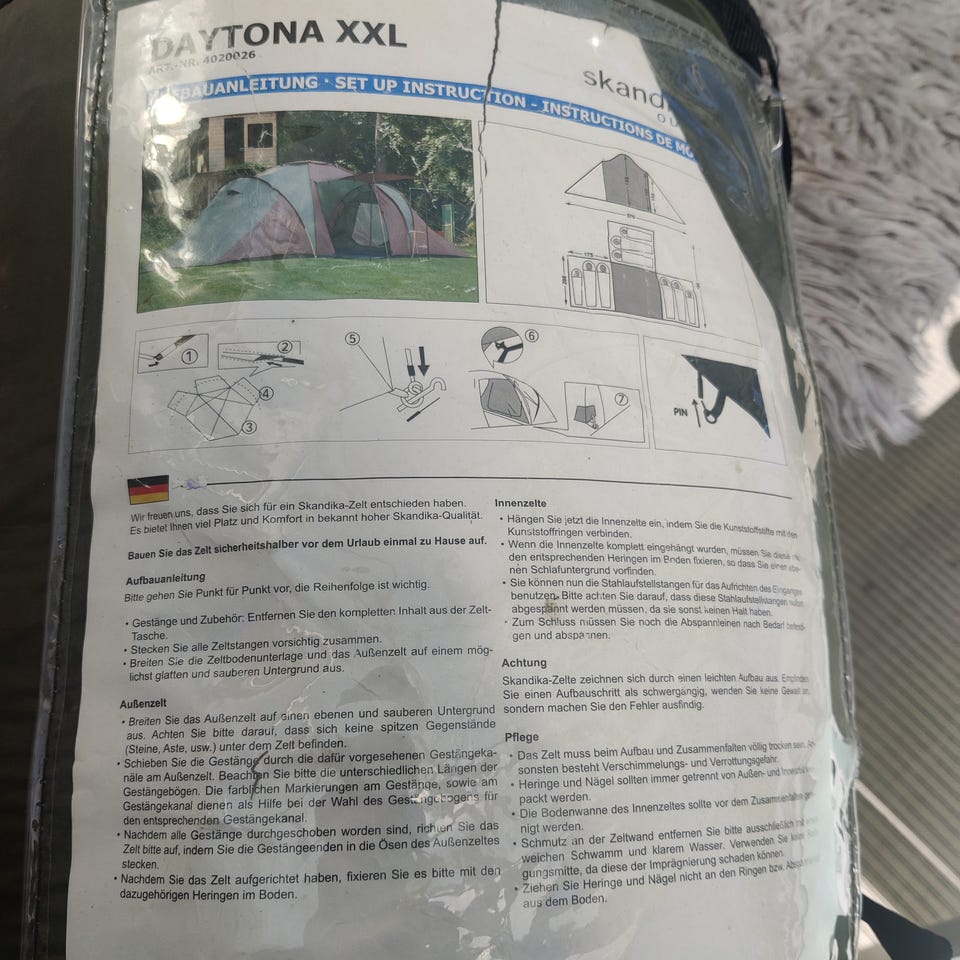 DAYTONA XXL
ART.-NR. 4020026
skand
AUFBAUANLEITUNG · SET UP INSTRUCTION - INSTRUCTIONS DE MO
175
1
2
3
4
5
6
7
PIN
Wir freuen uns, dass Sie sich für ein Skandika-Zelt entschieden haben.
Es bietet Ihnen viel Platz und Komfort in bekannt hoher Skandika-Qualität.
Bauen Sie das Zelt sicherheitshalber vor dem Urlaub einmal zu Hause auf.
Aufbauanleitung
Bitte gehen Sie Punkt für Punkt vor, die Reihenfolge ist wichtig.
• Gestänge und Zubehör: Entfernen Sie den kompletten Inhalt aus der Zelt-
Tasche.
• Stecken Sie alle Zeltstangen vorsichtig zusammen.
• Breiten Sie die Zeltbodenunterlage und das Außenzelt auf einem mög-
lichst glatten und sauberen Untergrund aus.
Außenzelt
• Breiten Sie das Außenzelt auf einen ebenen und sauberen Untergrund
aus. Achten Sie bitte darauf, dass sich keine spitzen Gegenstände
(Steine, Äste, usw.) unter dem Zelt befinden.
• Schieben Sie die Gestänge durch die dafür vorgesehenen Gestängeka-
näle am Außenzelt. Beachten Sie bitte die unterschiedlichen Längen der
Gestängebögen. Die farblichen Markierungen am Gestänge, sowie am
Gestängekanal dienen als Hilfe bei der Wahl des Gestängebogens für
den entsprechenden Gestängekanal.
• Nachdem alle Gestänge durchgeschoben worden sind, richten Sie das
Zelt bitte auf, indem Sie die Gestängeenden in die Ösen des Außenzeltes
stecken.
• Nachdem Sie das Zelt aufgerichtet haben, fixieren Sie es bitte mit den
dazugehörigen Heringen im Boden.
Innenzelte
• Hängen Sie jetzt die Innenzelte ein, indem Sie die Kunststoffstifte mit den
Kunststoffringen verbinden.
• Wenn die Innenzelte komplett eingehängt wurden, müssen Sie diese
den entsprechenden Heringen im Boden fixieren, so dass Sie einen ebe-
nen Schlafuntergrund vorfinden.
• Sie können nun die Stahlaufstellstangen für das Aufrichten des Eingangs
benutzen. Bitte achten Sie darauf, dass diese Stahlaufstellstangen sofort
abgespannt werden müssen, da sie sonst keinen Halt haben.
• Zum Schluss müssen Sie noch die Abspannleinen nach Bedarf befesti-
gen und abspannen.
Achtung
Skandika-Zelte zeichnen sich durch einen leichten Aufbau aus. Empfinden
Sie einen Aufbauschritt als schwergängig, wenden Sie keine Gewalt an,
sondern machen Sie den Fehler ausfindig.
Pflege
• Das Zelt muss beim Aufbau und Zusammenfalten völlig trocken sein. An-
sonsten besteht Verschimmelungs- und Verrottungsgefahr.
• Heringe und Nägel sollten immer getrennt von Außen- und Innenzelt
packt werden.
• Die Bodenwanne des Innenzeltes sollte vor dem Zusammenfalten
nigt werden.
• Schmutz an der Zeltwand entfernen Sie bitte ausschließlich mit
weichen Schwamm und klarem Wasser. Verwenden Sie keine
gungsmitte, da diese der Imprägnierung schaden können.
• Ziehen Sie Heringe und Nägel nicht an den Ringen bzw.
aus dem Boden.